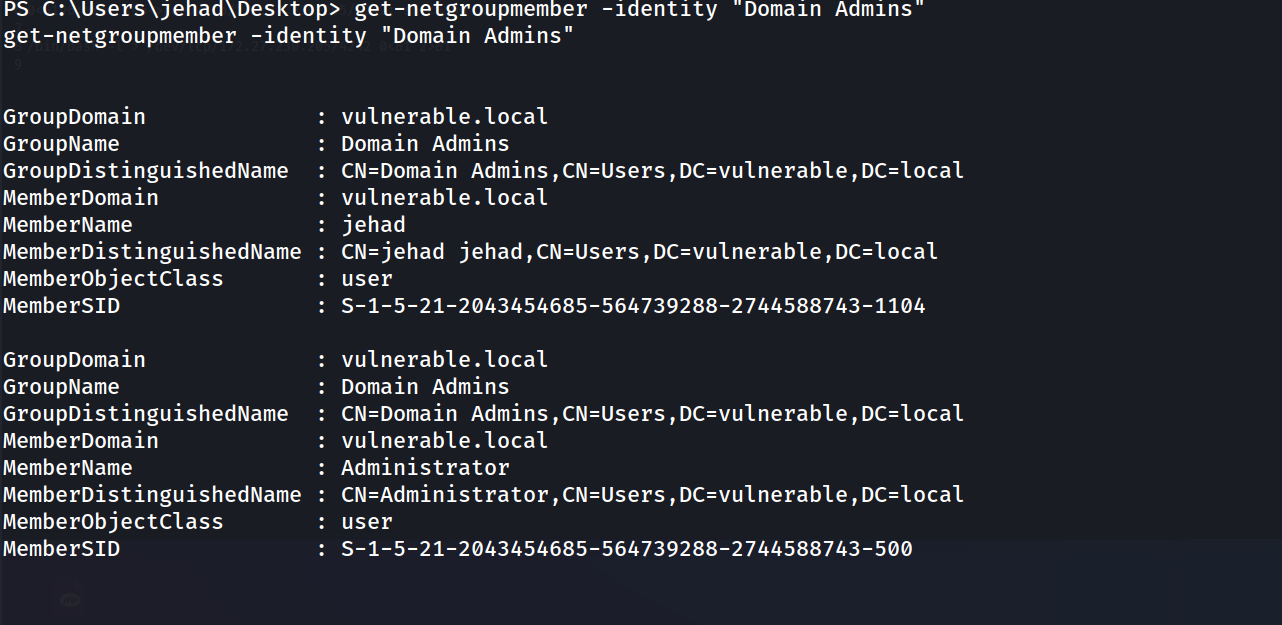 PS C:\Users\jehad\Desktop> get-netgroupmember -identity "Domain Admins"
get-netgroupmember -identity "Domain Admins"
GroupDomain : vulnerable.local
GroupName : Domain Admins
GroupDistinguishedName : CN=Domain Admins,CN=Users,DC=vulnerable,DC=local
MemberDomain : vulnerable.local
MemberName : jehad
MemberDistinguishedName : CN=jehad jehad,CN=Users,DC=vulnerable,DC=local
MemberObjectClass : user
MemberSID : S-1-5-21-2043454685-564739288-2744588743-1104
GroupDomain : vulnerable.local
GroupName : Domain Admins
GroupDistinguishedName : CN=Domain Admins,CN=Users,DC=vulnerable,DC=local
MemberDomain : vulnerable.local
MemberName : Administrator
MemberDistinguishedName : CN=Administrator,CN=Users,DC=vulnerable,DC=local
MemberObjectClass : user
MemberSID : S-1-5-21-2043454685-564739288-2744588743-500